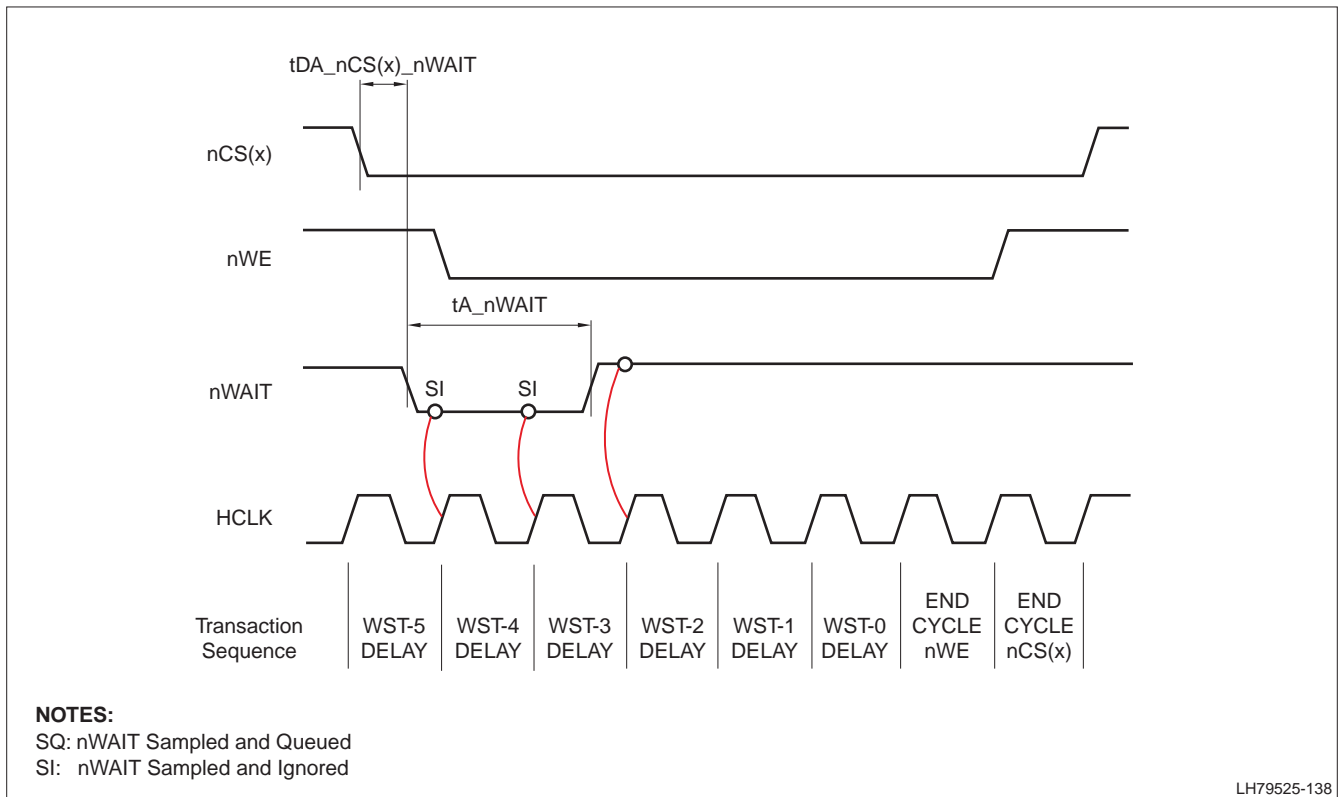 tDA_nCS(x)_nWAIT
nCS(x)
nWE
tA_nWAIT
nWAIT
SI
SI
HCLK
Transaction
Sequence
WST-5
DELAY
WST-4
DELAY
WST-3
DELAY
WST-2
DELAY
WST-1
DELAY
WST-0
DELAY
END
CYCLE
nWE
END
CYCLE
nCS(x)
NOTES:
SQ: nWAIT Sampled and Queued
SI: nWAIT Sampled and Ignored
LH79525-138